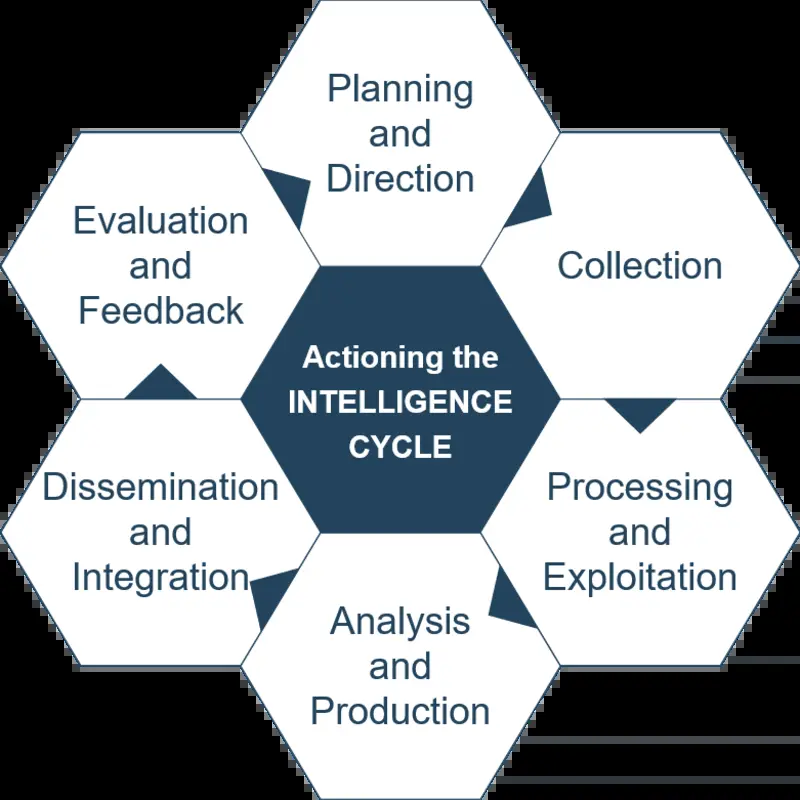 Planning
and
Direction
Collection
Processing
and
Exploitation
Analysis
and
Production
Dissemination
and
Integration
Evaluation
and
Feedback
Actioning the
INTELLIGENCE
CYCLE